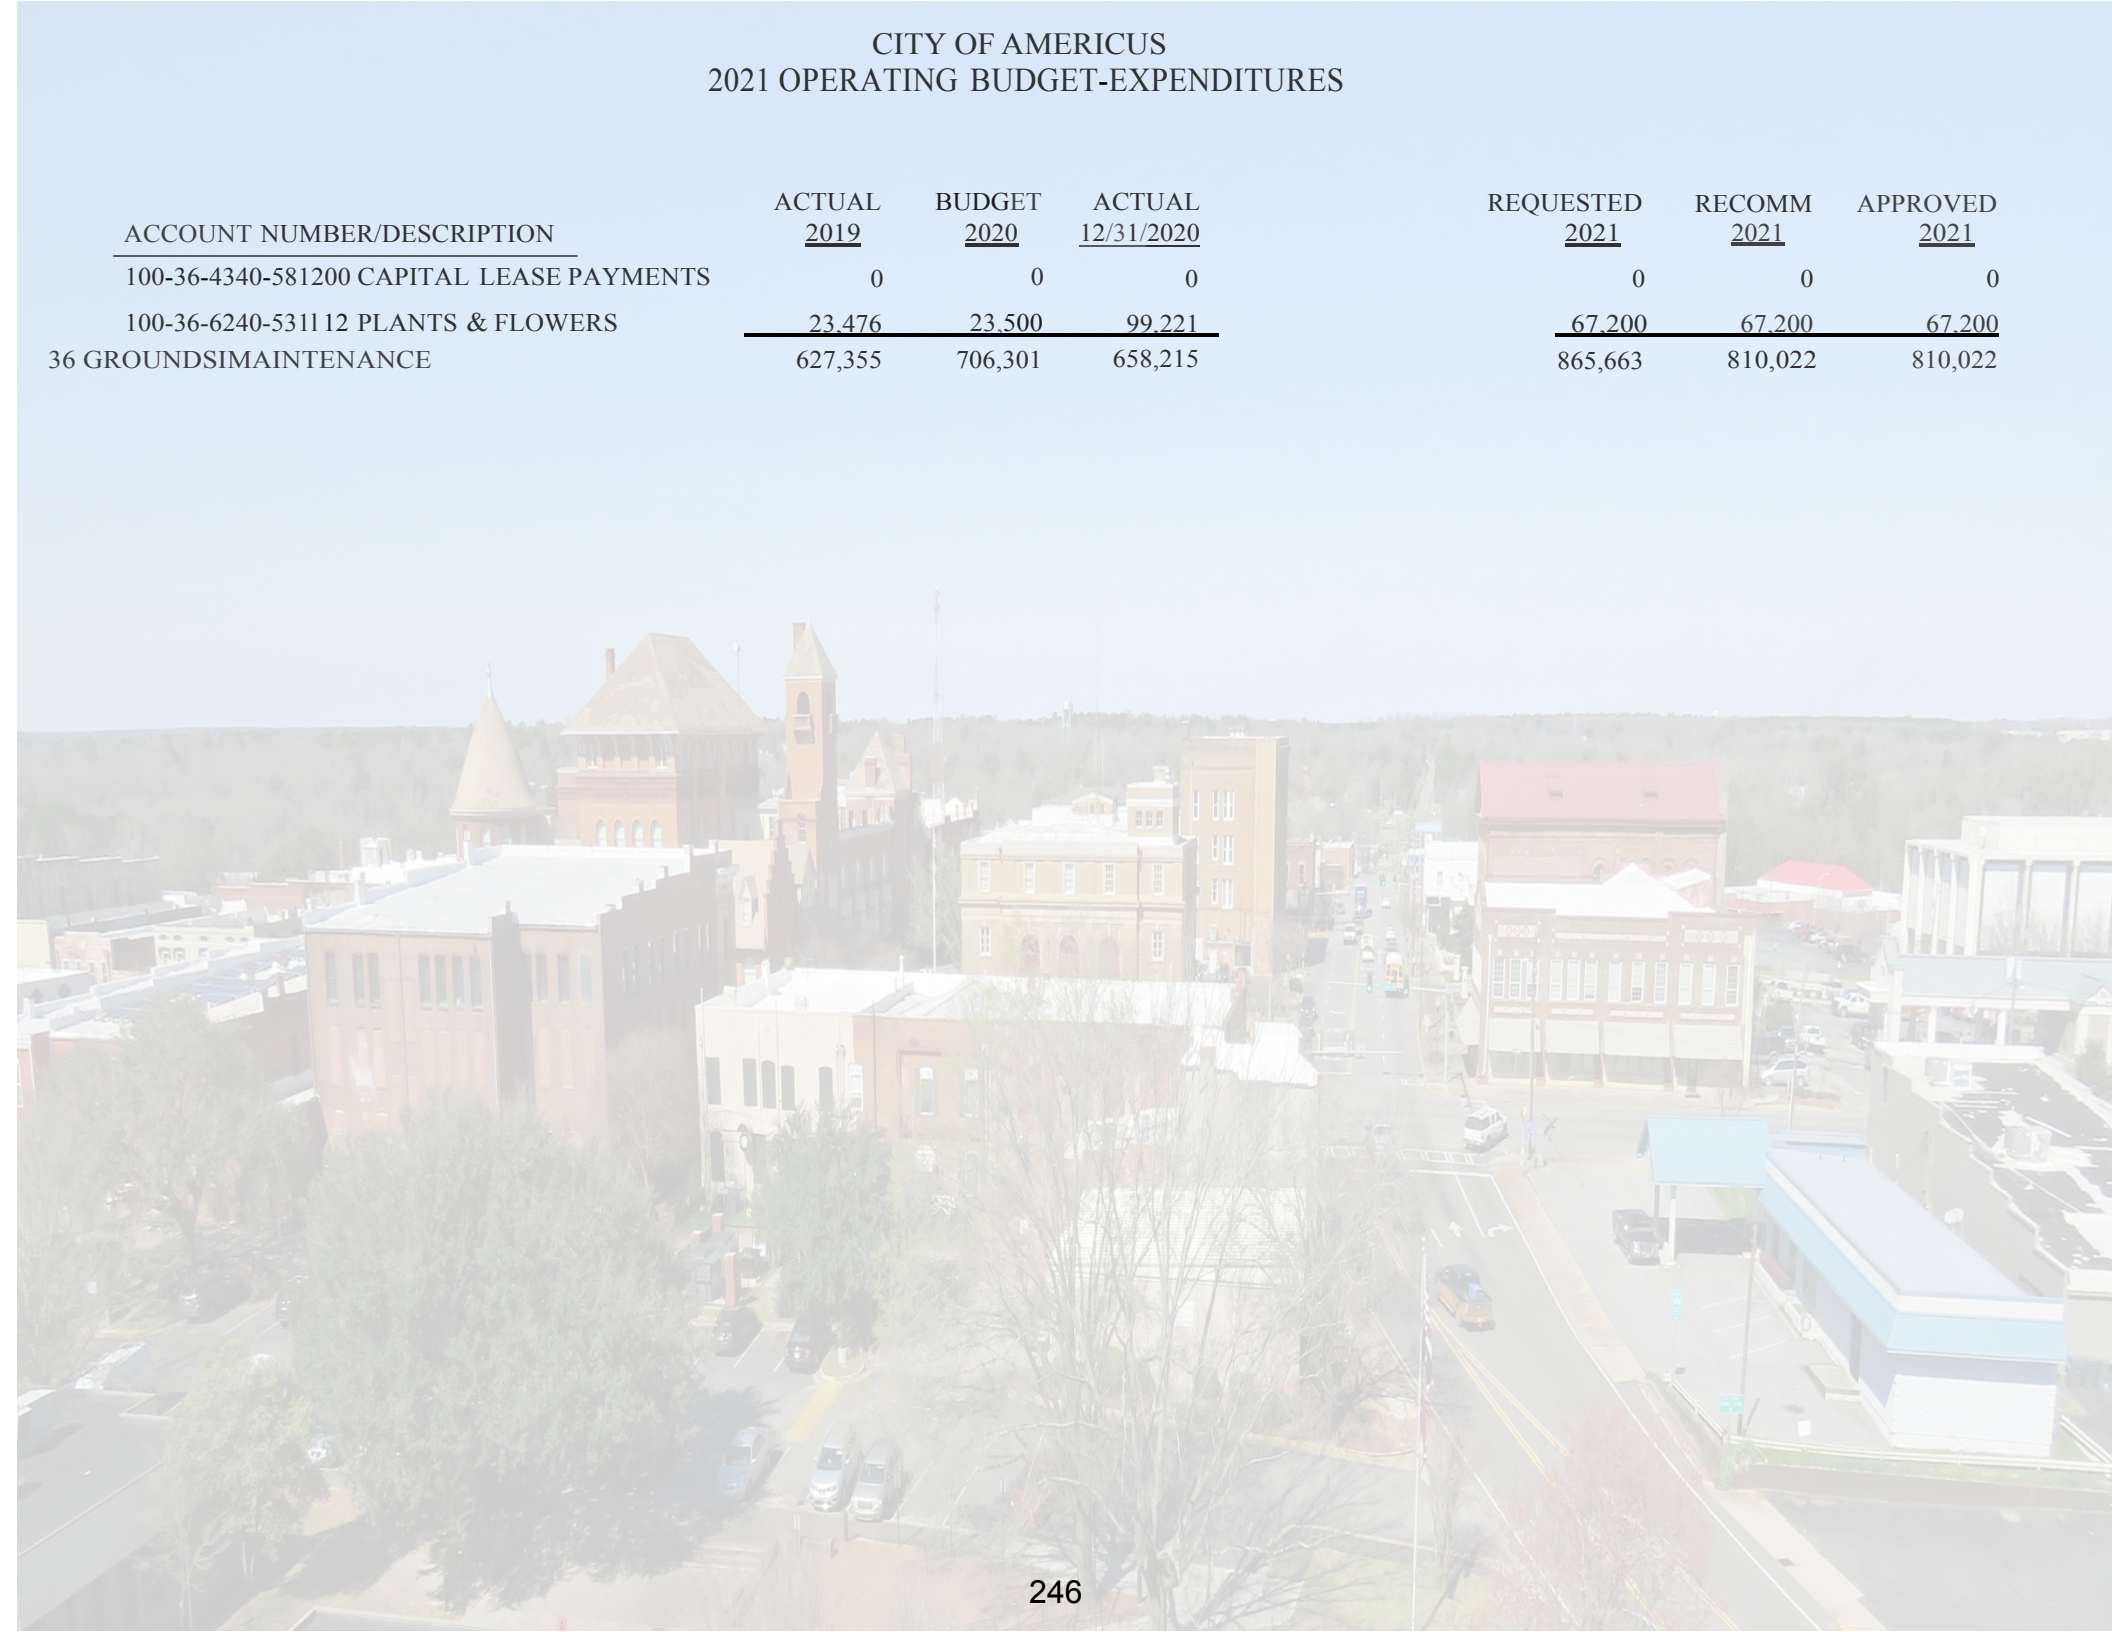 CITY OF AMERICUS
2021 OPERATING BUDGET-EXPENDITURES
ACTUAL BUDGET ACTUAL REQUESTED RECOMM APPROVED
ACCOUNT NUMBER/DESCRIPTION 2019 2020 12/31/2020 2021 2021 2021
100-36-4340-581200 CAPITAL LEASE PAYMENTS 0 0 0 0 0 0
100-36-6240-531l 12 PLANTS & FLOWERS 23,476 23,500 99,221 67,200 67,200 67,200
36 GROUNDSIMAINTENANCE 627,355 706,301 658,215 865,663 810,022 810,022
246